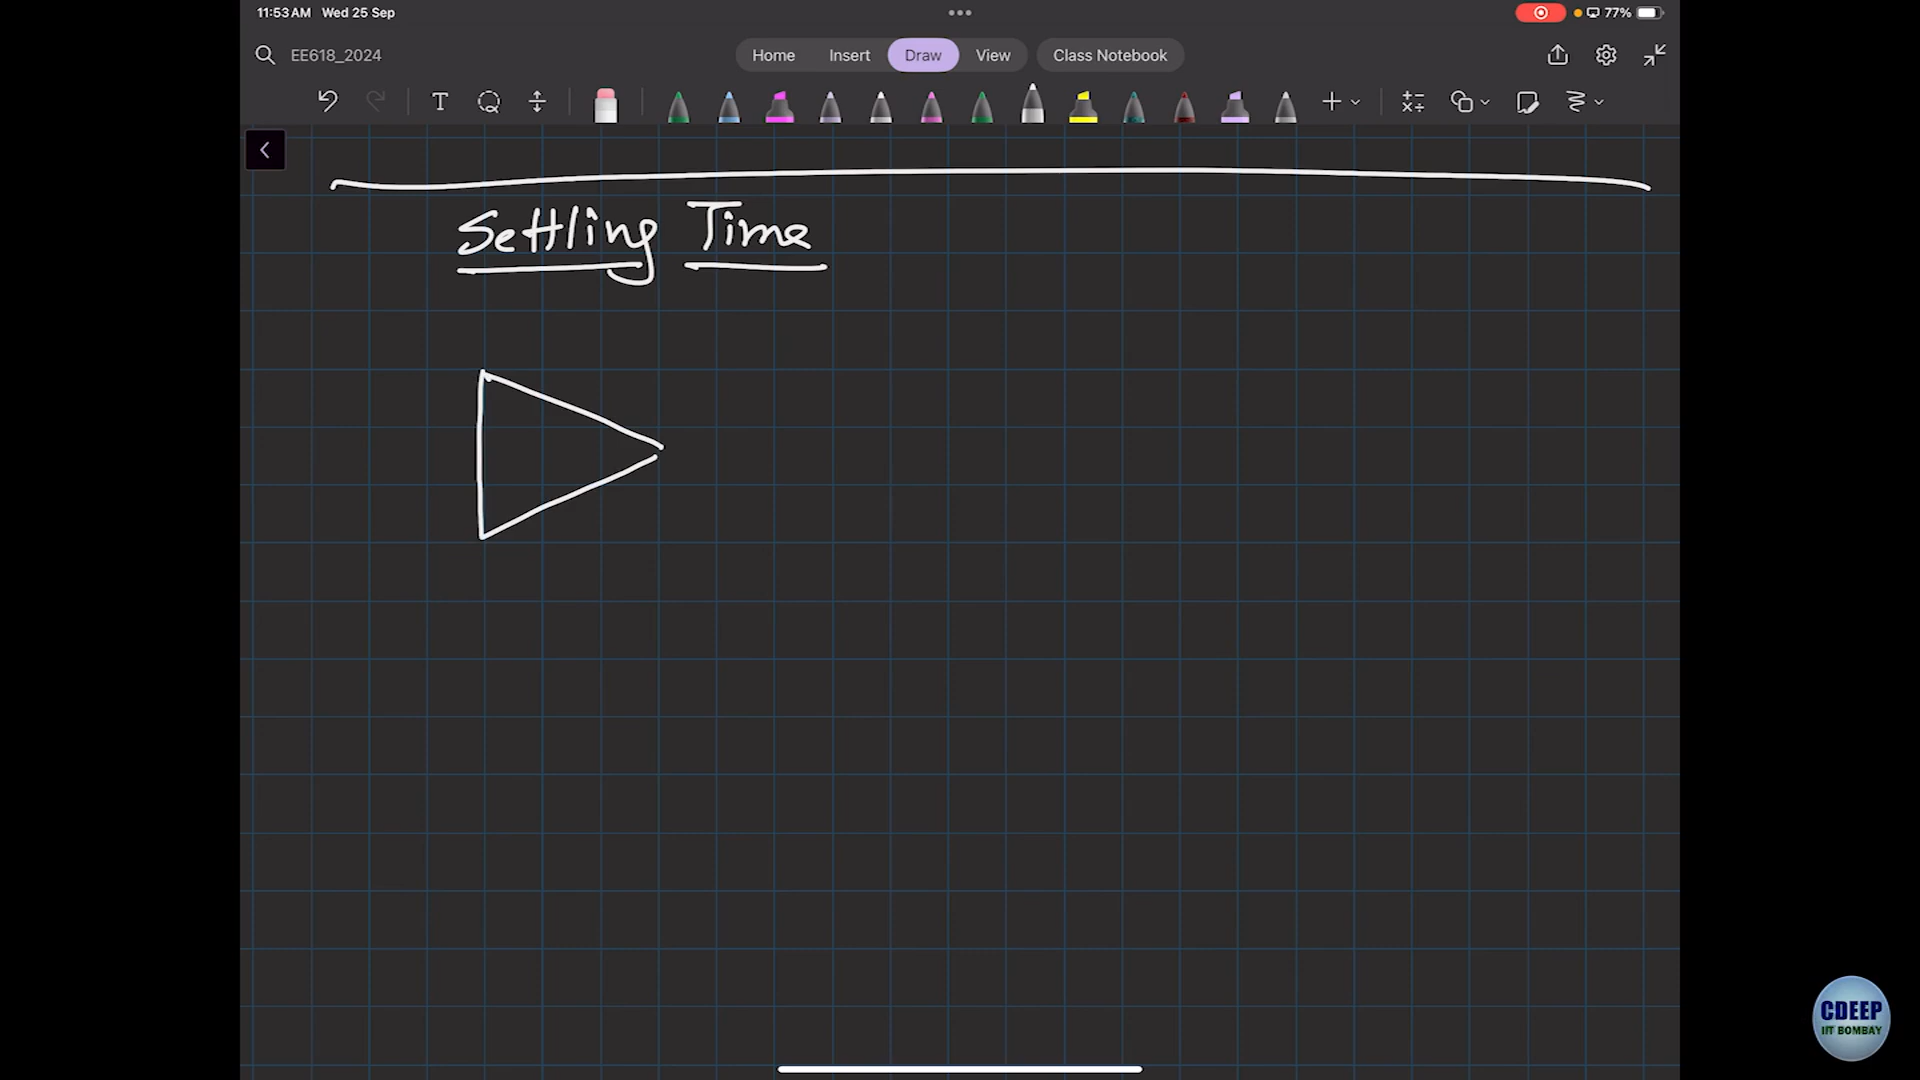 11:53 AM Wed 25 Sep
77%
EE618_2024
Home Insert Draw View Class Notebook
T
Settling Time
CDEEP
IIT BOMBAY